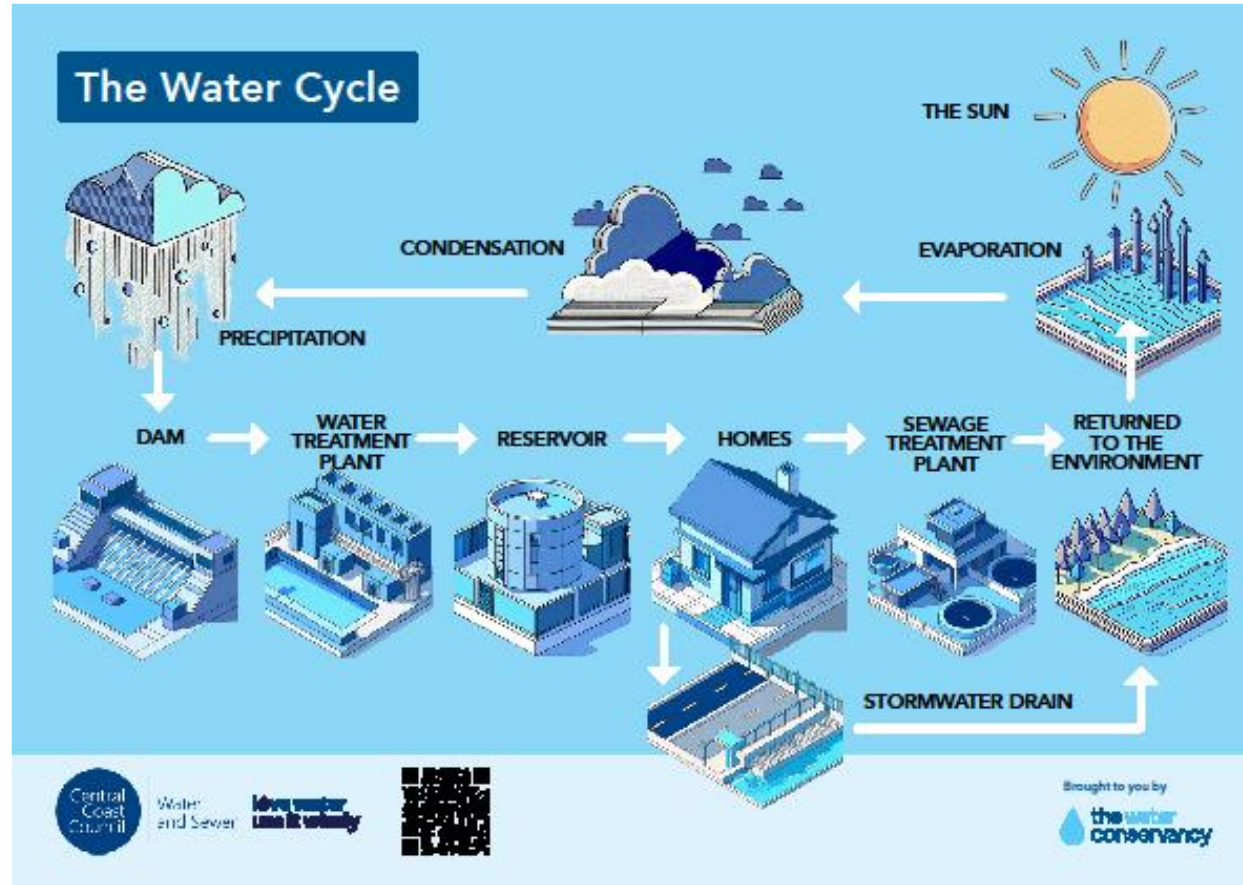 The Water Cycle
THE SUN
CONDENSATION
EVAPORATION
PRECIPITATION
DAM
WATER
TREATMENT
PLANT
RESERVOIR
HOMES
SEWAGE
TREATMENT
PLANT
RETURNED
TO THE
ENVIRONMENT
STORMWATER DRAIN
Central
Coast
Council
Water
and Sewer
love water
use it wisely
Brought to you by
the water
conservancy